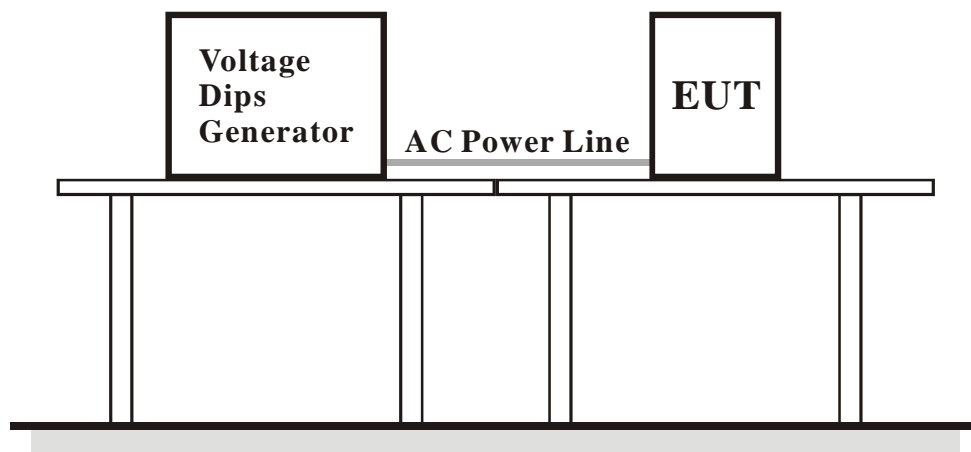 Voltage
Dips
Generator
EUT
AC Power Line